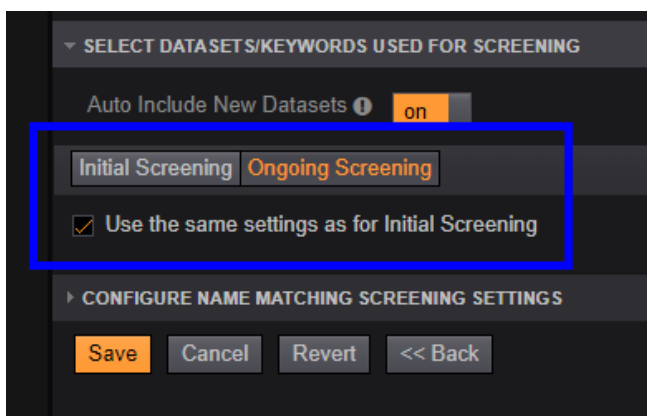 SELECT DATASETS/KEYWORDS USED FOR SCREENING
Auto Include New Datasets on
Initial Screening Ongoing Screening
Use the same settings as for Initial Screening
CONFIGURE NAME MATCHING SCREENING SETTINGS
Save Cancel Revert << Back